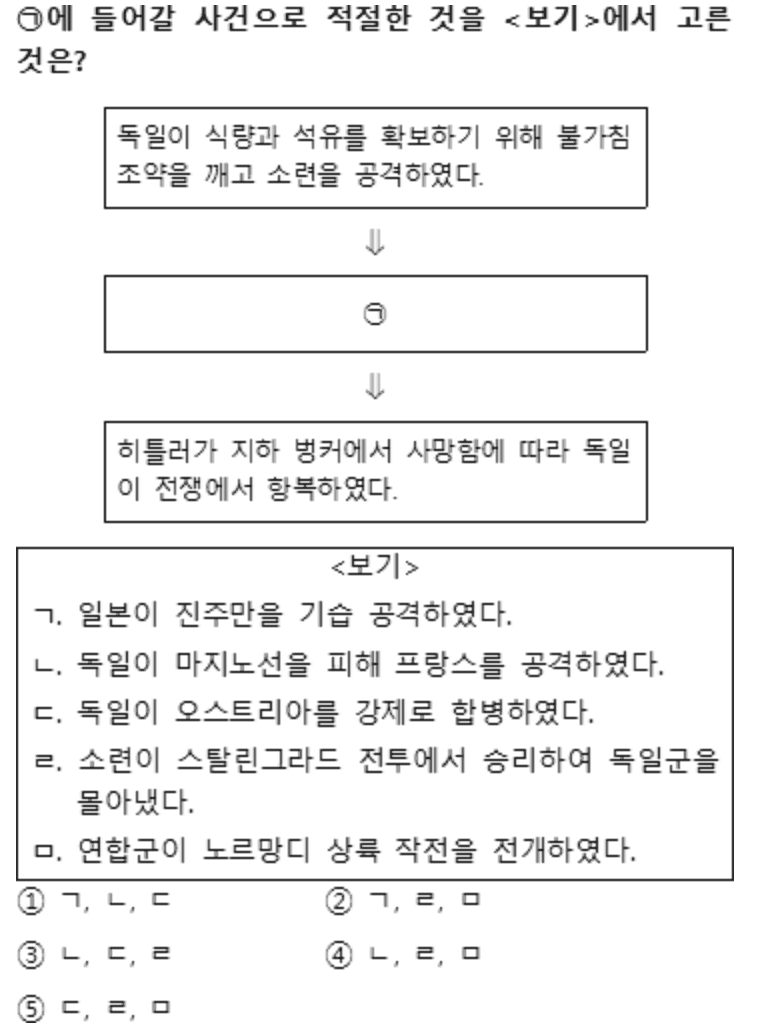 ㉠에 들어갈 사건으로 적절한 것을 <보기>에서 고른
것은?
독일이 식량과 석유를 확보하기 위해 불가침
조약을 깨고 소련을 공격하였다.
⇓
㉠
⇓
히틀러가 지하 벙커에서 사망함에 따라 독일
이 전쟁에서 항복하였다.
<보기>
ㄱ. 일본이 진주만을 기습 공격하였다.
ㄴ. 독일이 마지노선을 피해 프랑스를 공격하였다.
ㄷ. 독일이 오스트리아를 강제로 합병하였다.
ㄹ. 소련이 스탈린그라드 전투에서 승리하여 독일군을
몰아냈다.
ㅁ. 연합군이 노르망디 상륙 작전을 전개하였다.
① ㄱ, ㄴ, ㄷ ② ㄱ, ㄹ, ㅁ
③ ㄴ, ㄷ, ㄹ ④ ㄴ, ㄹ, ㅁ
⑤ ㄷ, ㄹ, ㅁ